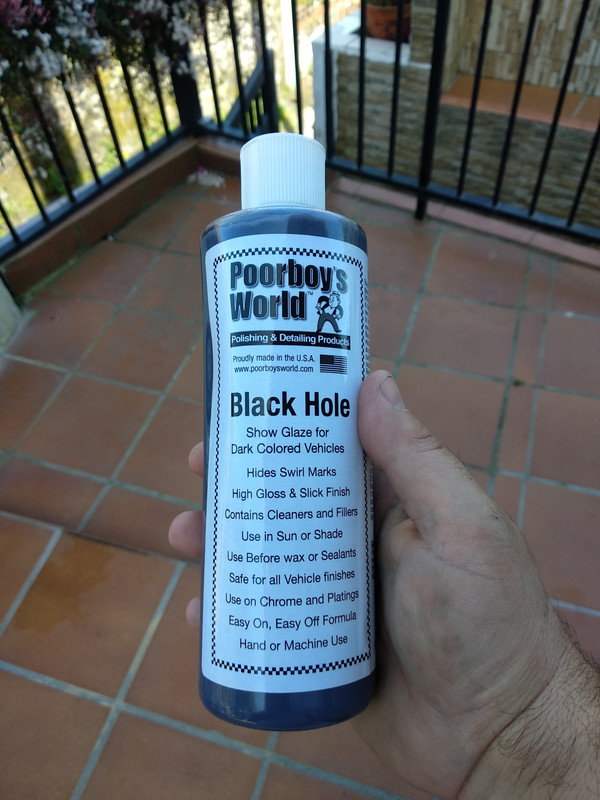 Poorboy's
World™
Polishing & Detailing Products
Proudly made in the U.S.A.
www.poorboysworld.com
Black Hole
Show Glaze for
Dark Colored Vehicles
Hides Swirl Marks
High Gloss & Slick Finish
Contains Cleaners and Fillers
Use in Sun or Shade
Use Before wax or Sealants
Safe for all Vehicle finishes
Use on Chrome and Platings
Easy On, Easy Off Formula
Hand or Machine Use